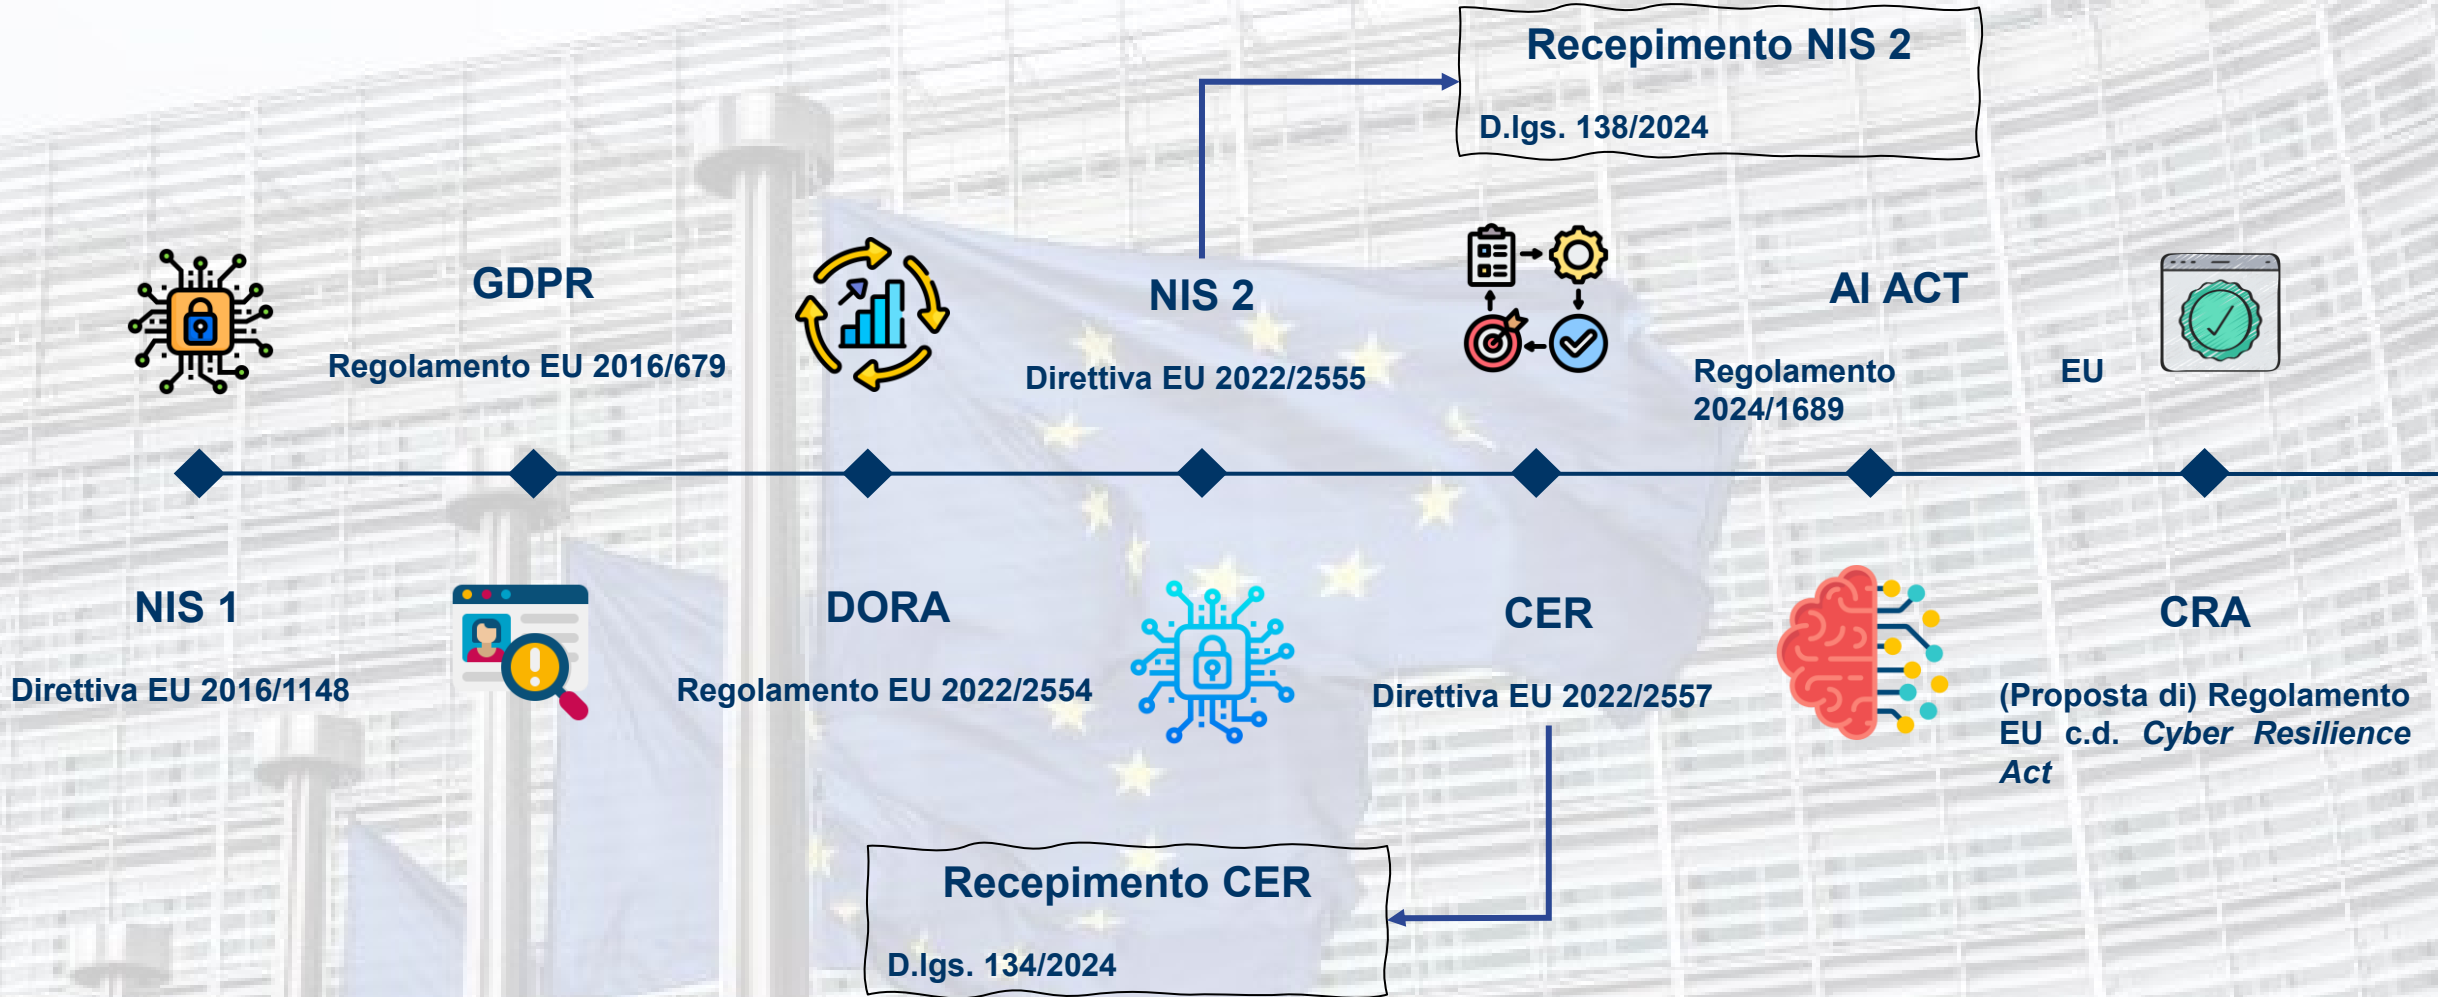 Recepimento NIS 2
D.lgs. 138/2024
GDPR
Regolamento EU 2016/679
NIS 2
Direttiva EU 2022/2555
AI ACT
Regolamento EU
2024/1689
NIS 1
Direttiva EU 2016/1148
DORA
Regolamento EU 2022/2554
CER
Direttiva EU 2022/2557
CRA
(Proposta di) Regolamento
EU c.d. Cyber Resilience
Act
Recepimento CER
D.lgs. 134/2024